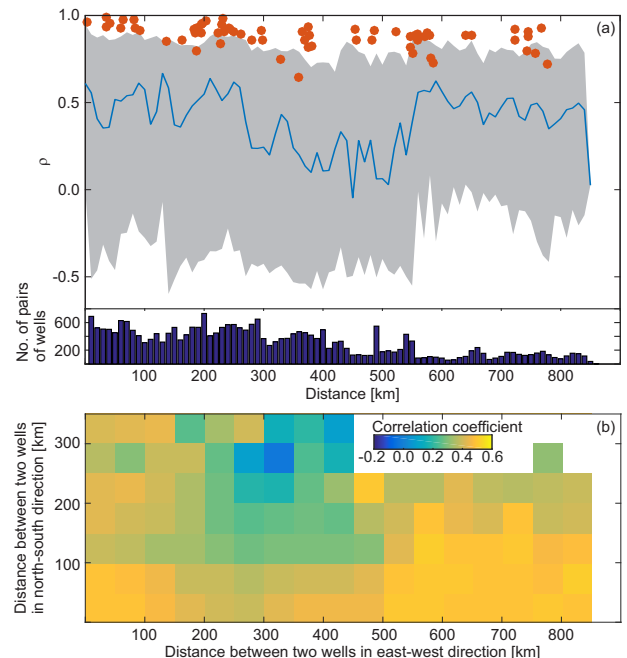 (a)
1.0
0.5
0.0
-0.5
ρ
No. of pairs
of wells
600
200
100 200 300 400 500 600 700 800
Distance [km]
(b)
Correlation coefficient
-0.2 0.0 0.2 0.4 0.6
300
200
100
Distance between two wells
in north-south direction [km]
100 200 300 400 500 600 700 800
Distance between two wells in east-west direction [km]